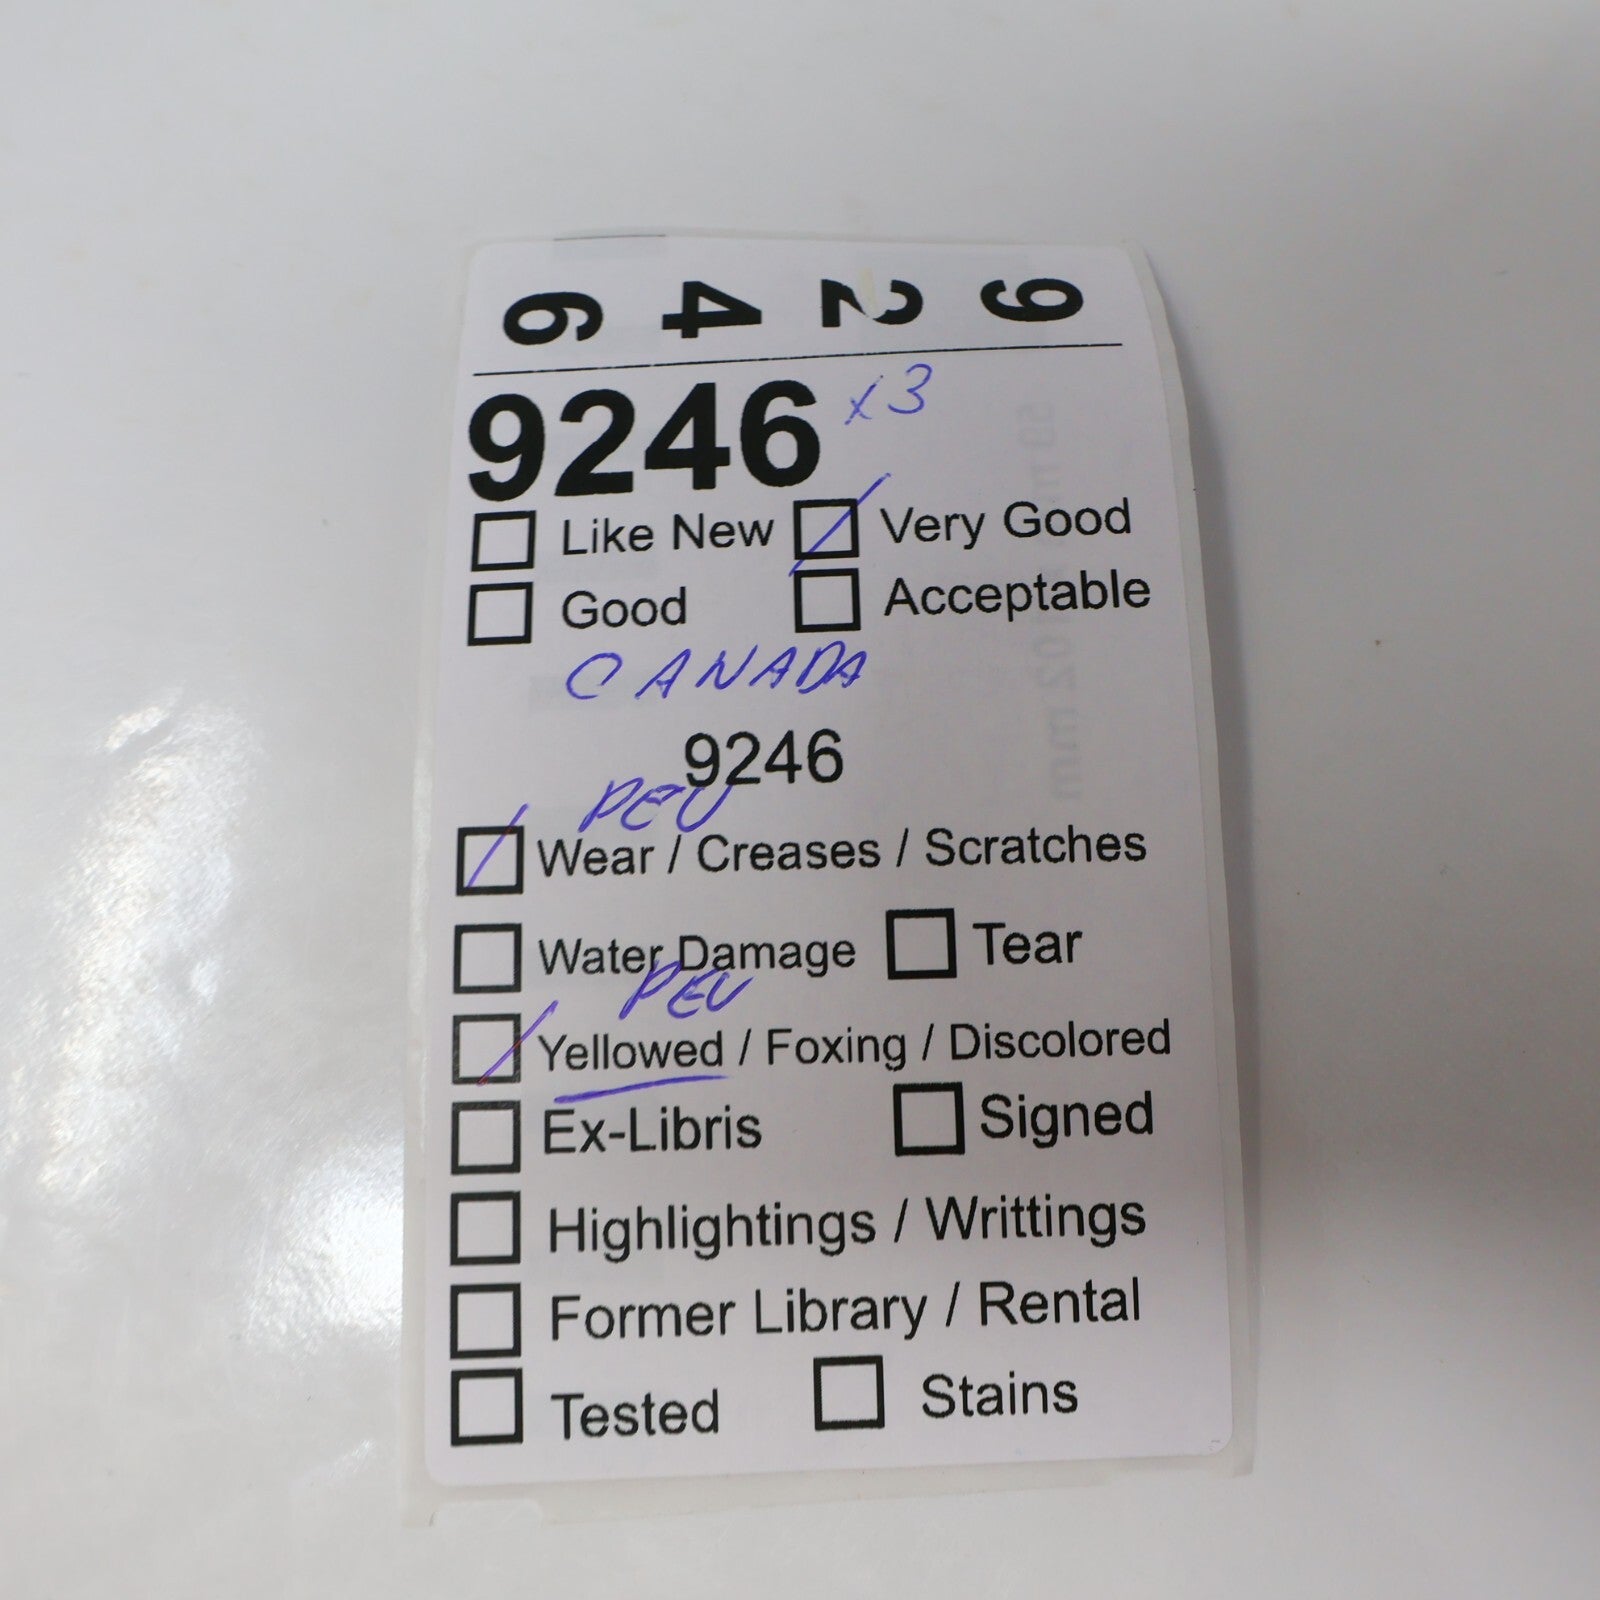 9 2 4 6
9246 x3
Like New Very Good
Good Acceptable
CANADA
9246
PEU
Wear / Creases / Scratches
Water Damage Tear
PEU
Yellowed / Foxing / Discolored
Ex-Libris Signed
Highlightings / Writtings
Former Library / Rental
Tested Stains